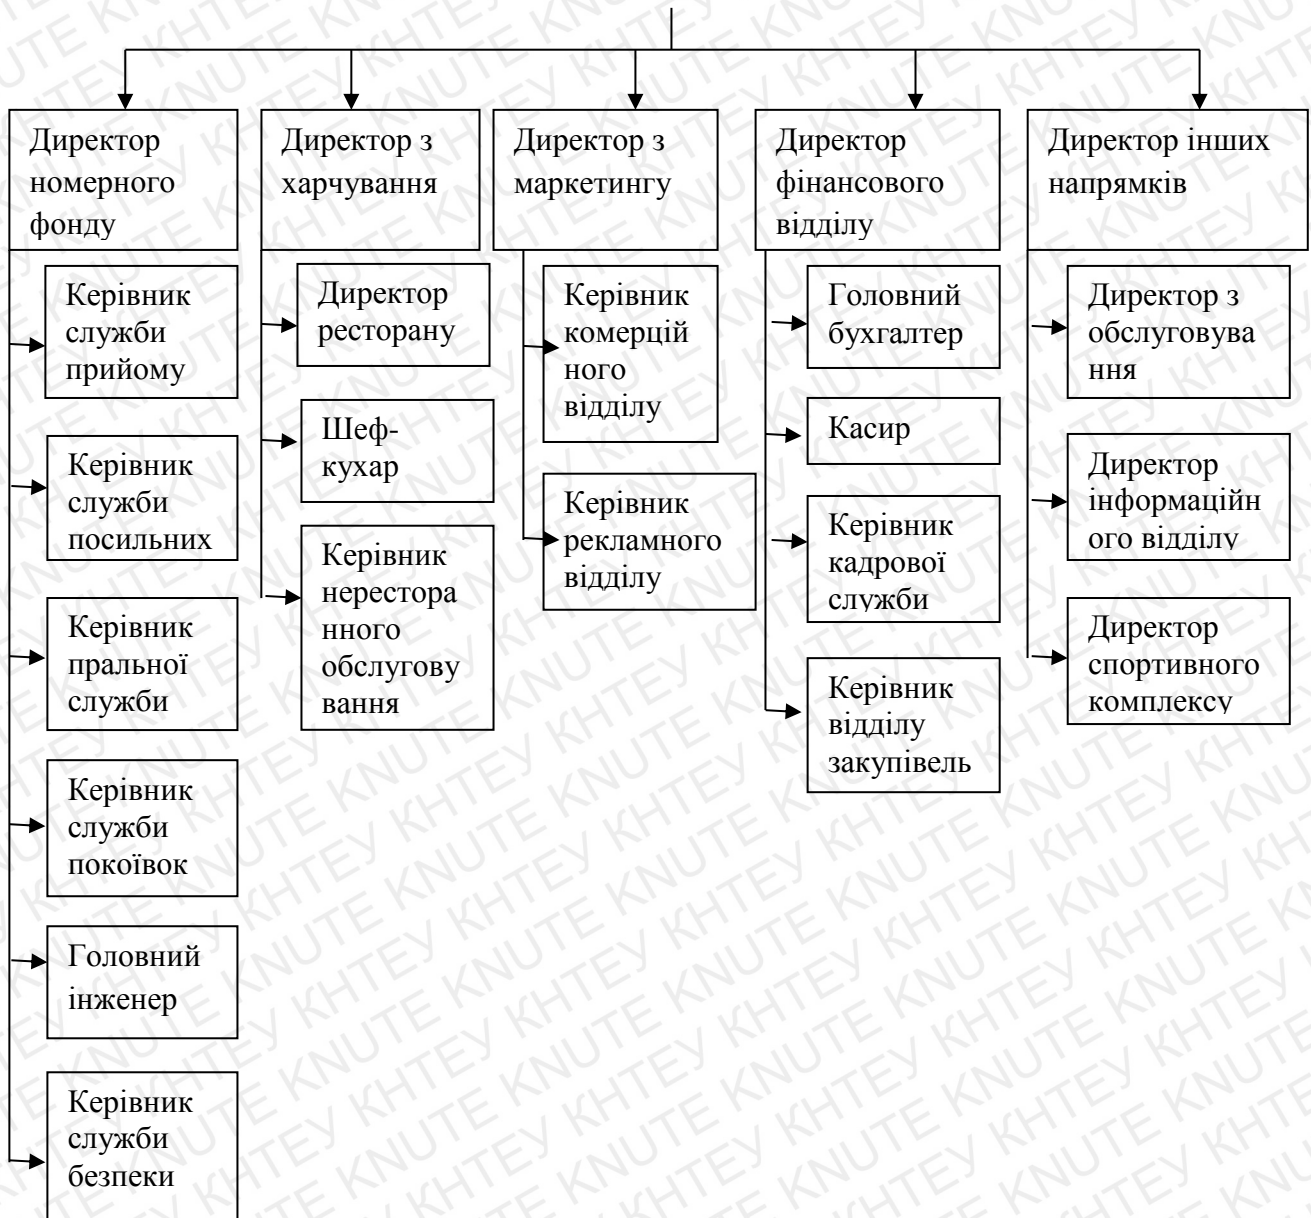 Директор
номерного
фонду
Керівник
служби
прийому
Керівник
служби
посильних
Керівник
пральної
служби
Керівник
служби
покоївок
Головний
інженер
Керівник
служби
безпеки
Директор з
харчування
Директор
ресторану
Шеф-
кухар
Керівник
нерестора
нного
обслугову
вання
Директор з
маркетингу
Керівник
комерцій
ного
відділу
Керівник
рекламного
відділу
Директор
фінансового
відділу
Головний
бухгалтер
Касир
Керівник
кадрової
служби
Керівник
відділу
закупівель
Директор інших
напрямків
Директор з
обслуговува
ння
Директор
інформаційн
ого відділу
Директор
спортивного
комплексу